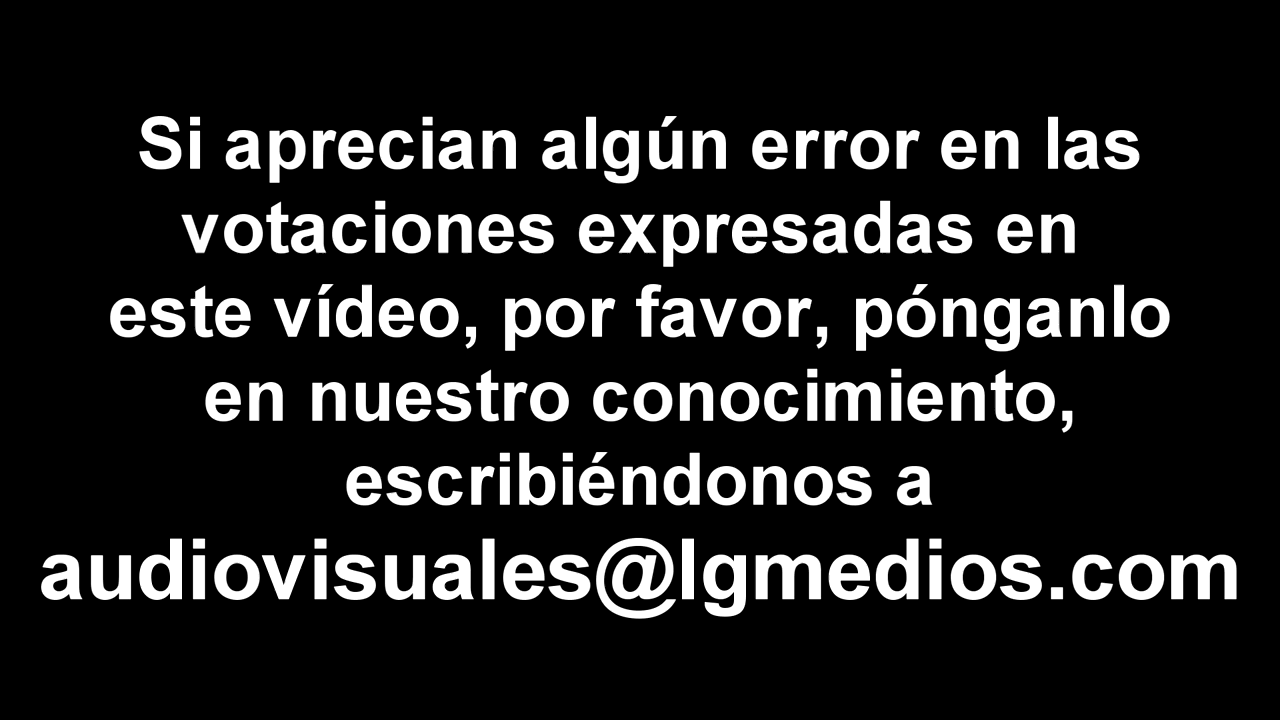 Si aprecian algún error en las
votaciones expresadas en
este vídeo, por favor, pónganlo
en nuestro conocimiento,
escribiéndonos a
audiovisuales@lgmedios.com